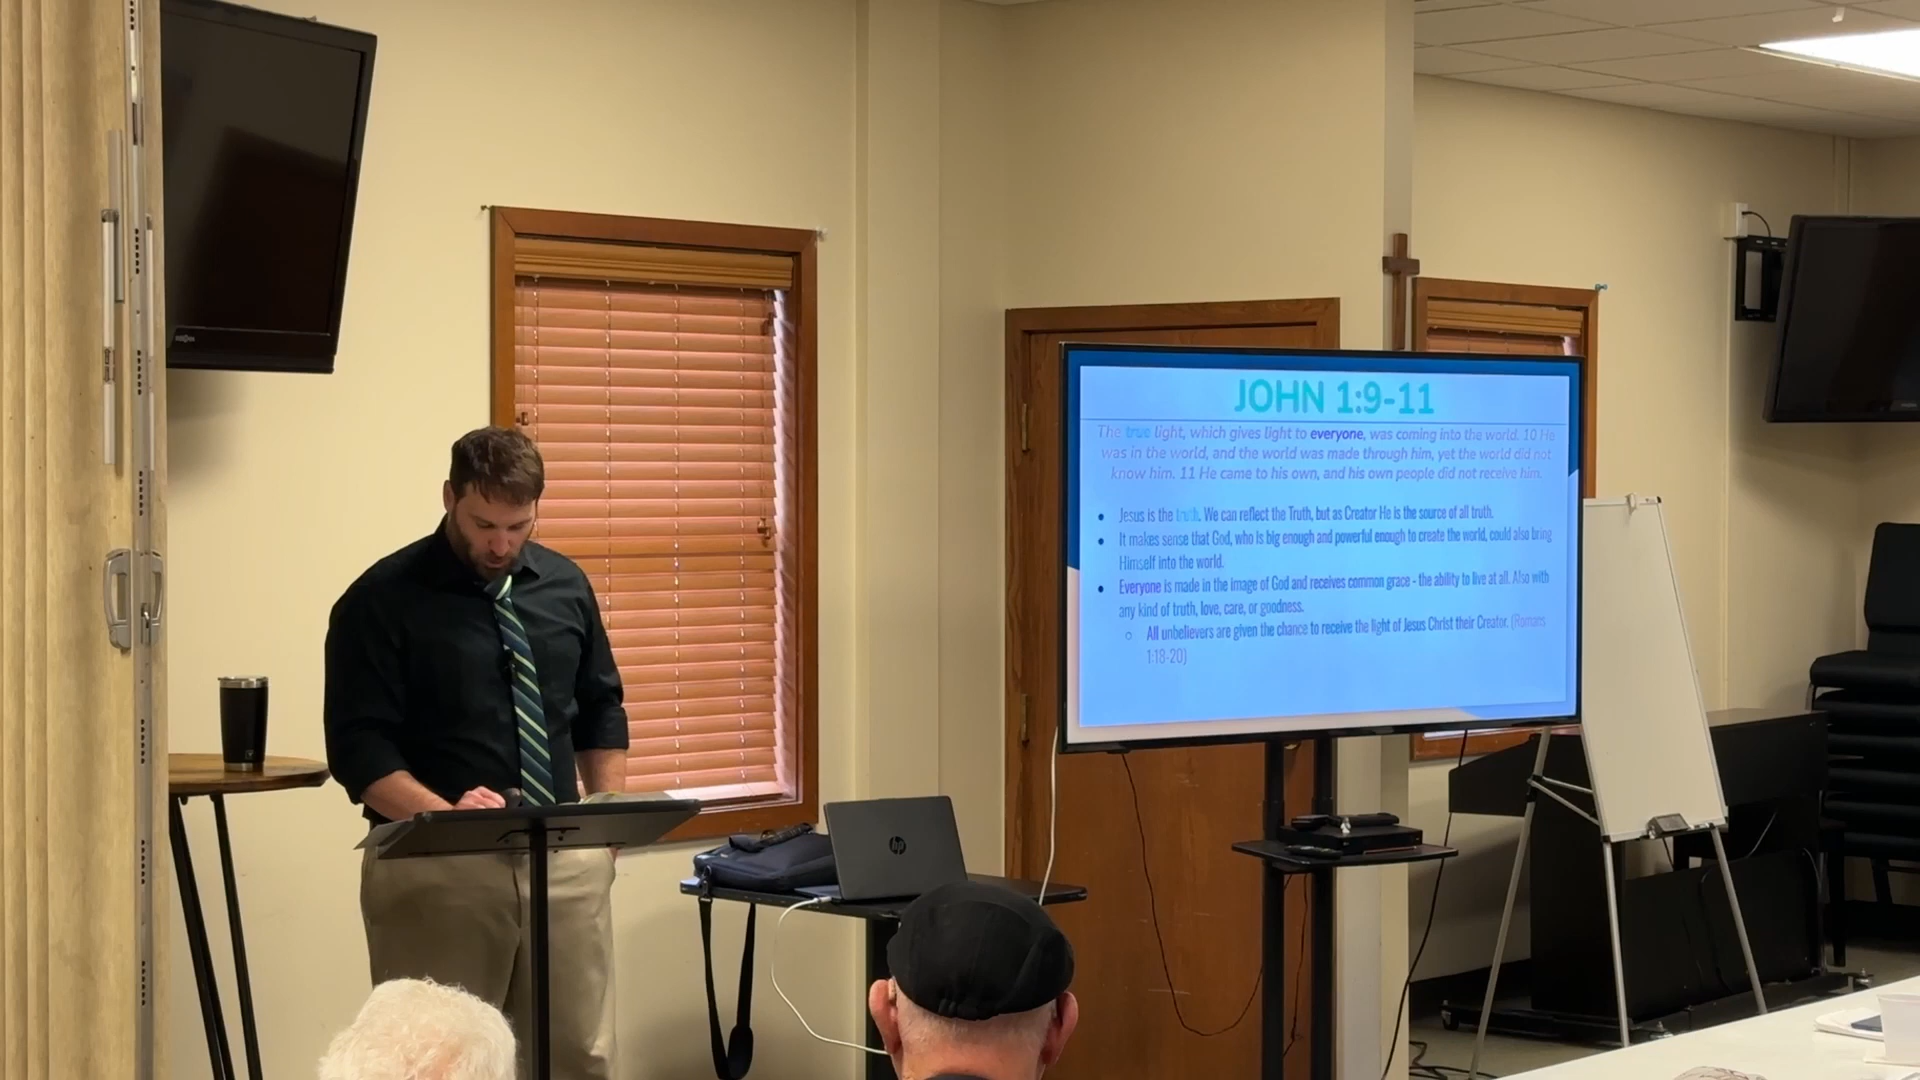 JOHN 1:9-11
The true light, which gives light to everyone, was coming into the world. 10 He
was in the world, and the world was made through him, yet the world did not
know him. 11 He came to his own, and his own people did not receive him.
● Jesus is the truth. We can reflect the Truth, but as Creator He is the source of all truth.
● It makes sense that God, who is big enough and powerful enough to create the world, could also bring
Himself into the world.
● Everyone is made in the image of God and receives common grace - the ability to live at all. Also with
any kind of truth, love, care, or goodness.
○ All unbelievers are given the chance to receive the light of Jesus Christ their Creator. (Romans
1:18-20)
hp